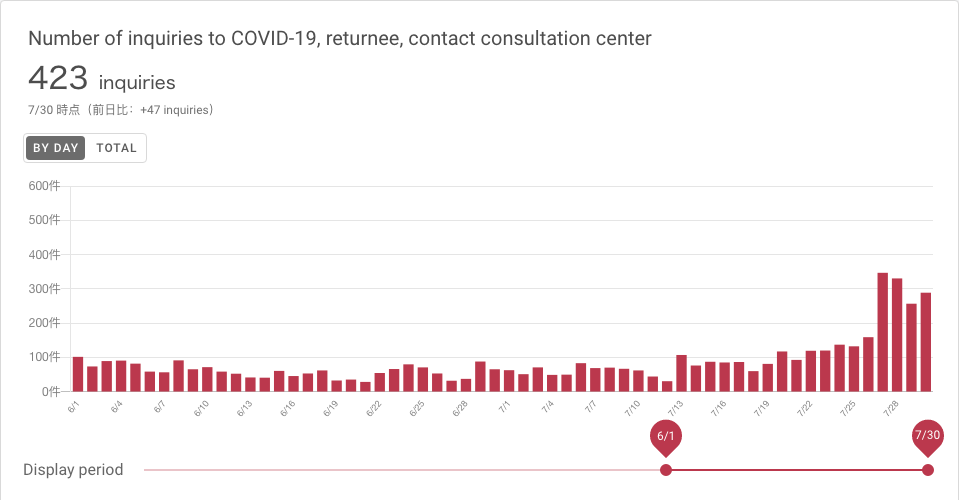 Number of inquiries to COVID-19, returnee, contact consultation center
423 inquiries
7/30 時点（前日比：+47 inquiries）
BY DAY TOTAL
600件
500件
400件
300件
200件
100件
0件
6/1 6/4 6/7 6/10 6/13 6/16 6/19 6/22 6/25 6/28 7/1 7/4 7/7 7/10 7/13 7/16 7/19 7/22 7/25 7/28
6/1 7/30
Display period